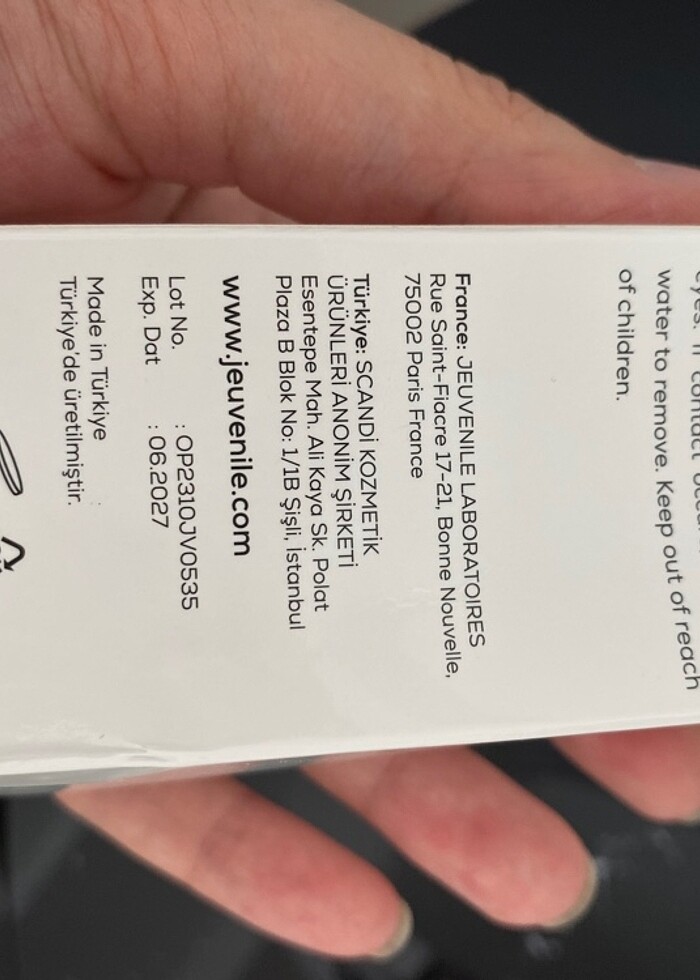 water to remove. Keep out of reach
of children.
France: JEUVENILE LABORATOIRES
Rue Saint-Fiacre 17-21, Bonne Nouvelle,
75002 Paris France
Türkiye: SCANDİ KOZMETİK
ÜRÜNLERİ ANONİM ŞİRKETİ
Esentepe Mah. Ali Kaya Sk. Polat
Plaza B Blok No: 1/1B Şişli, İstanbul
www.jeuvenile.com
Lot No. : OP2310JV0535
Exp. Dat : 06.2027
Made in Türkiye
Türkiye'de üretilmiştir.